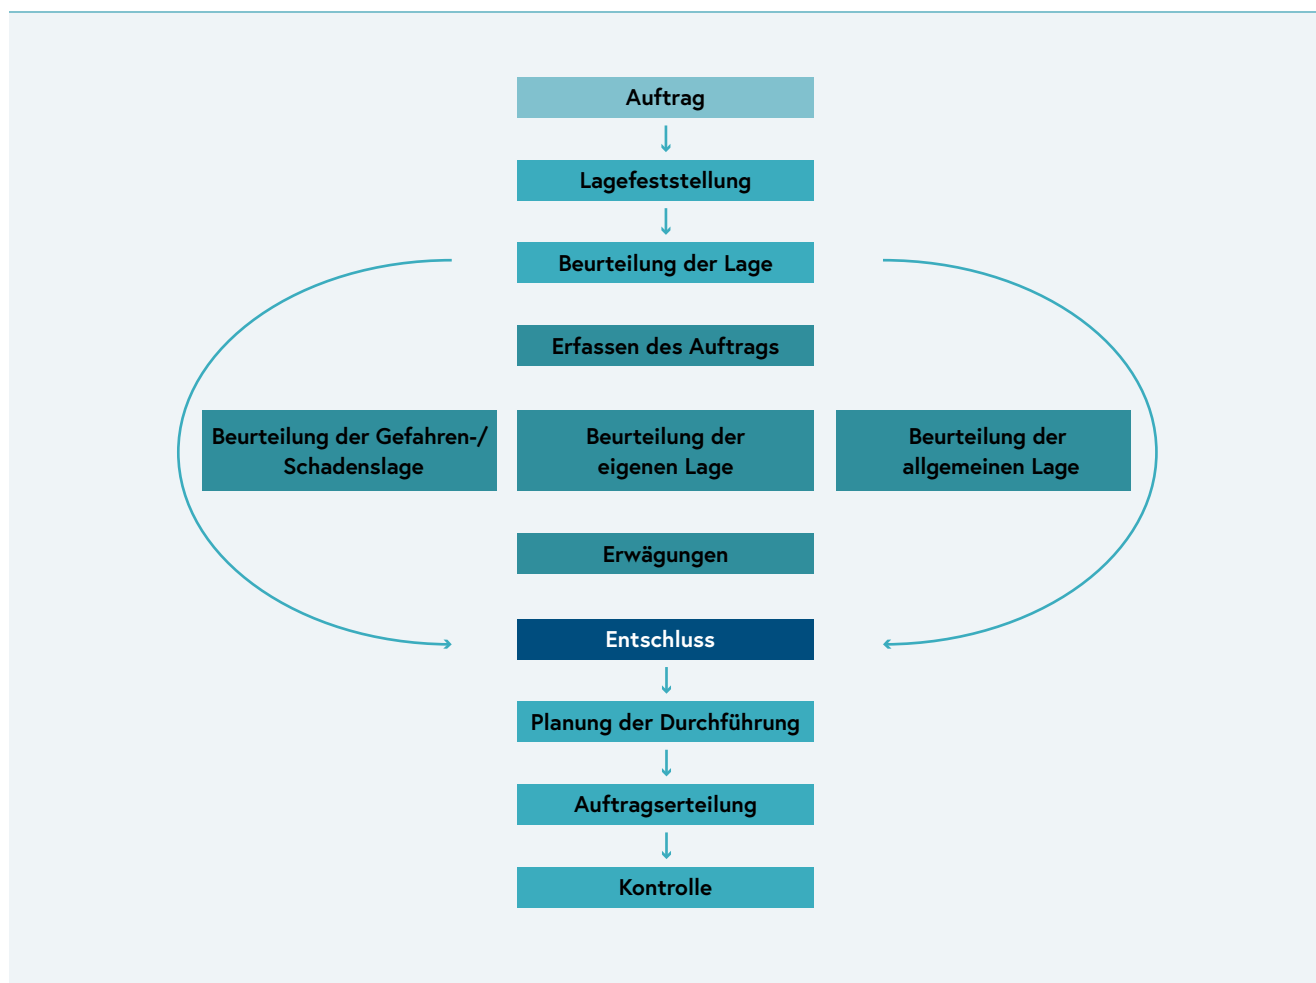 Auftrag
Lagefeststellung
Beurteilung der Lage
Erfassen des Auftrags
Beurteilung der Gefahren-/
Schadenslage
Beurteilung der
eigenen Lage
Beurteilung der
allgemeinen Lage
Erwägungen
Entschluss
Planung der Durchführung
Auftragserteilung
Kontrolle